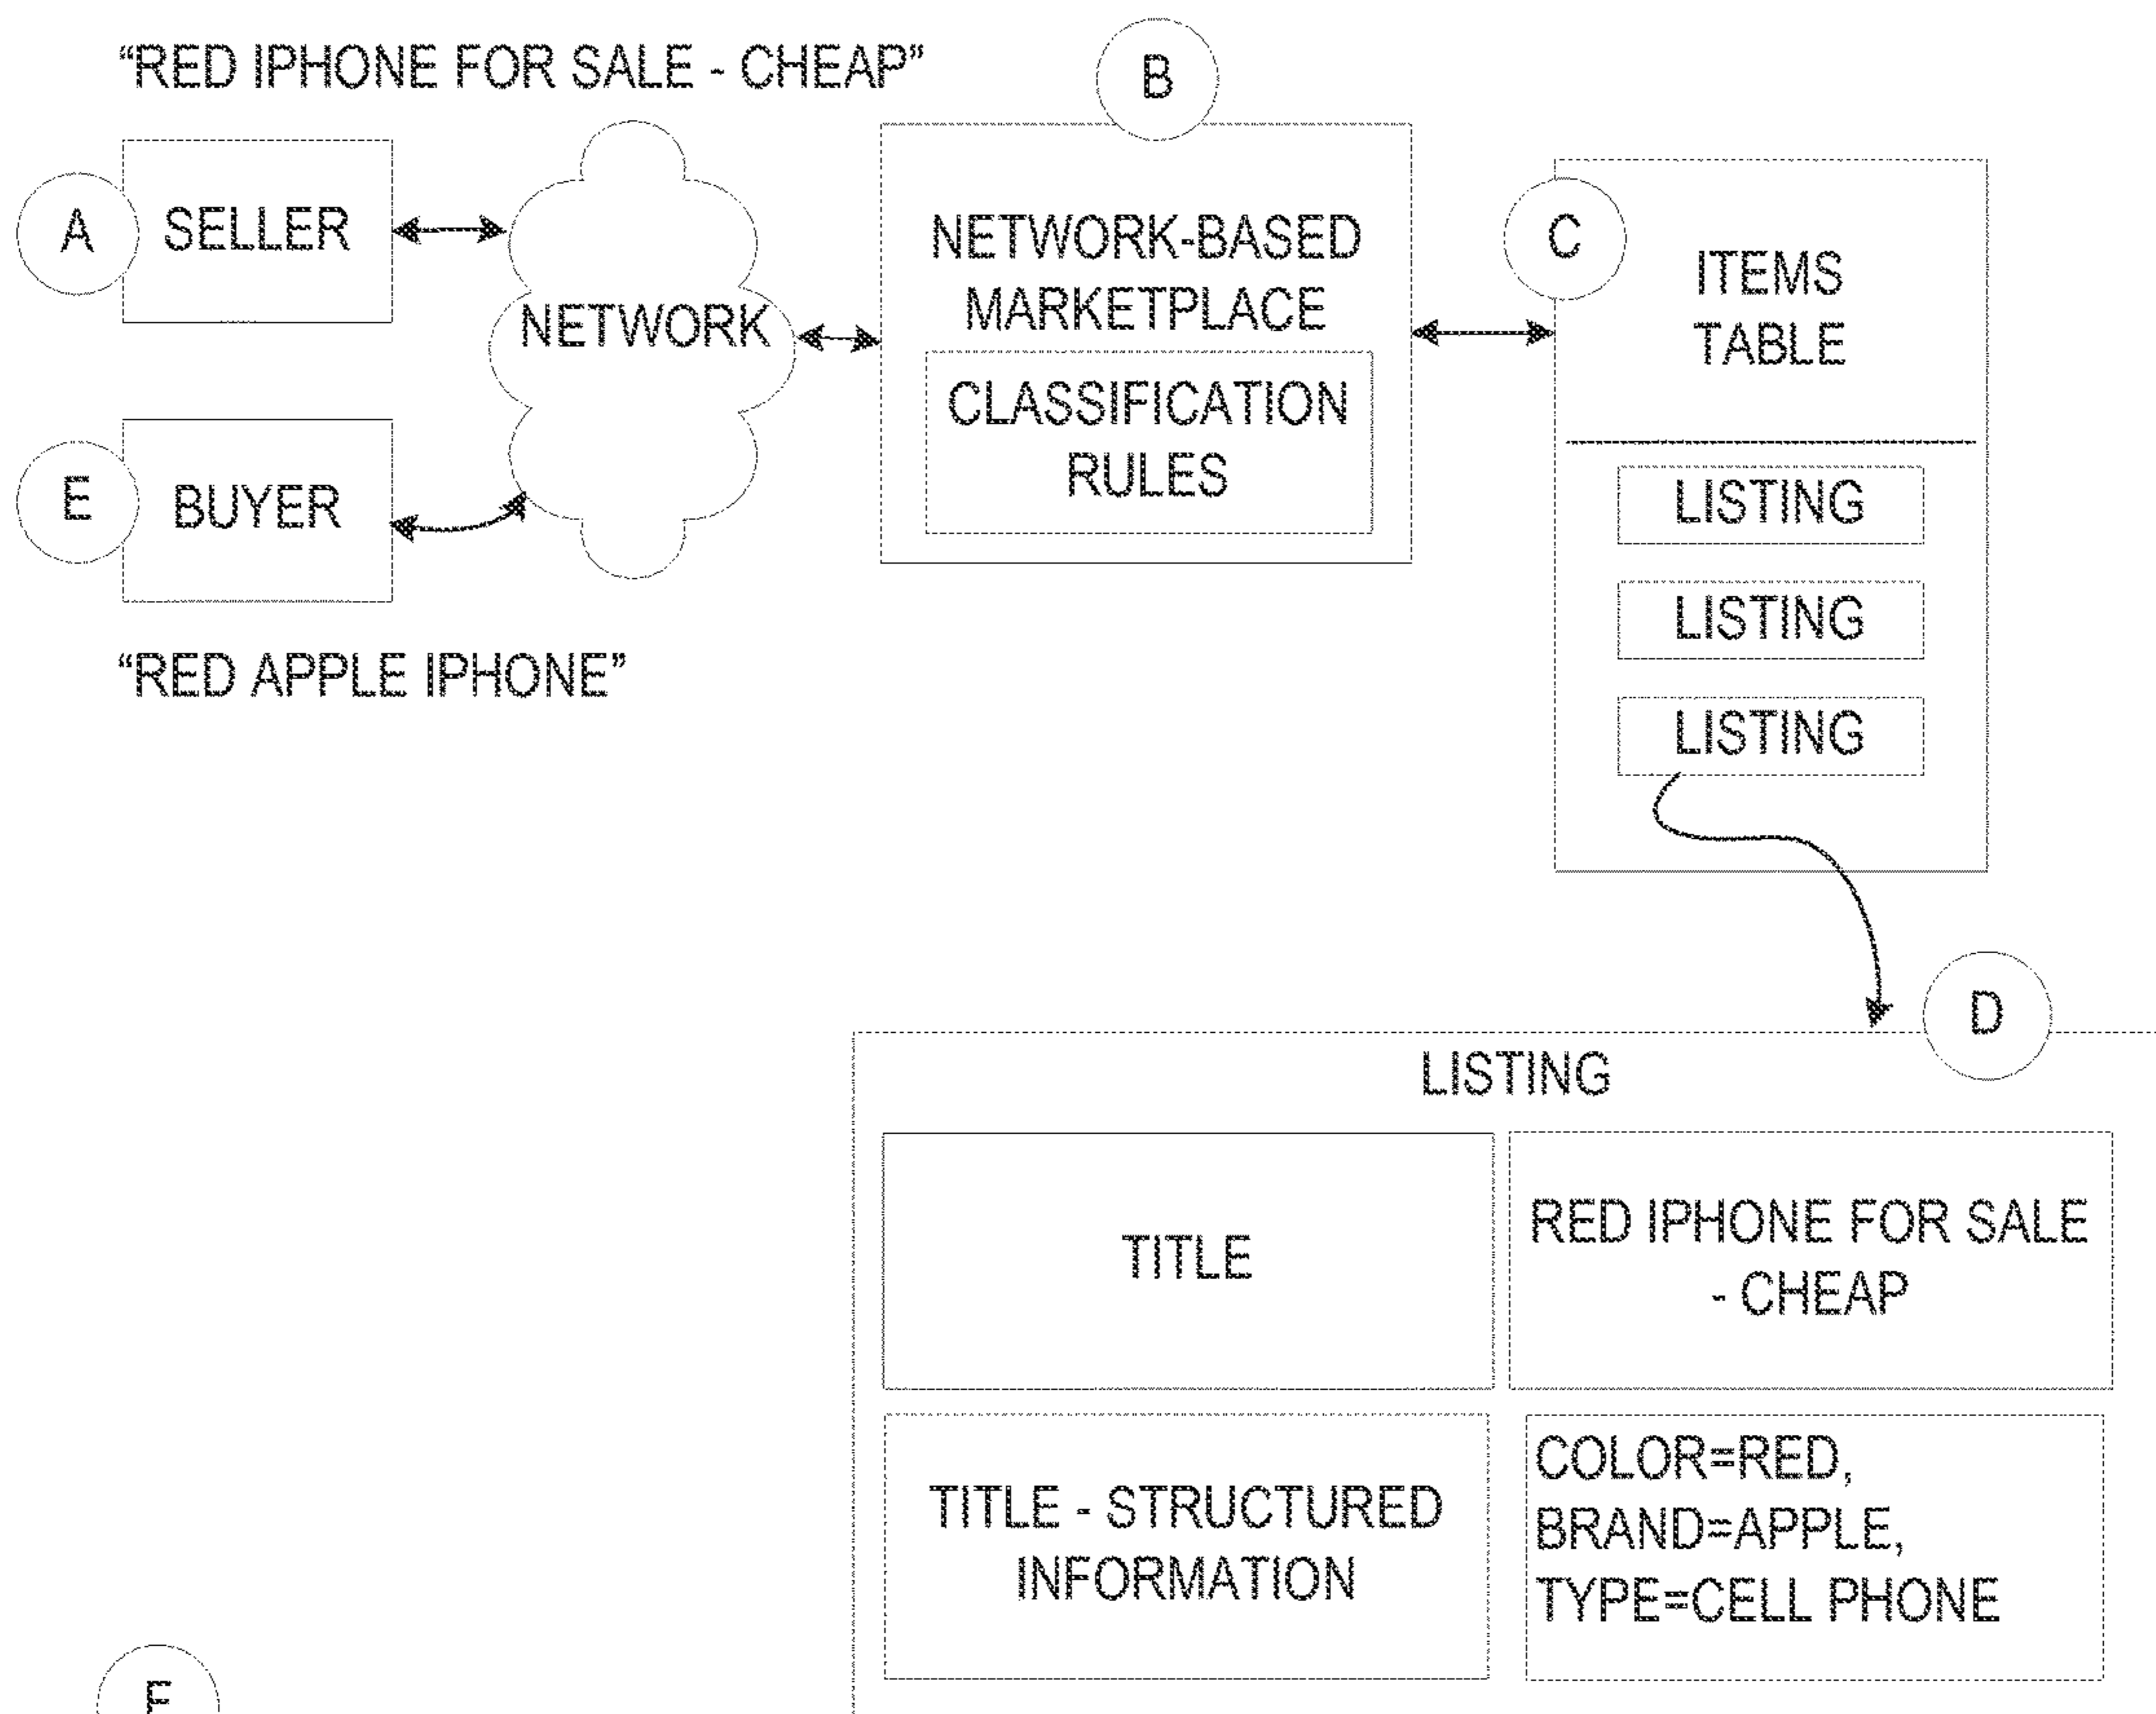 “RED IPHONE FOR SALE - CHEAP”
B
A
SELLER
NETWORK
NETWORK-BASED
MARKETPLACE
CLASSIFICATION
RULES
C
ITEMS
TABLE
E
BUYER
LISTING
LISTING
LISTING
“RED APPLE IPHONE”
D
LISTING
TITLE
RED IPHONE FOR SALE
- CHEAP
TITLE - STRUCTURED
INFORMATION
COLOR=RED,
BRAND=APPLE,
TYPE=CELL PHONE